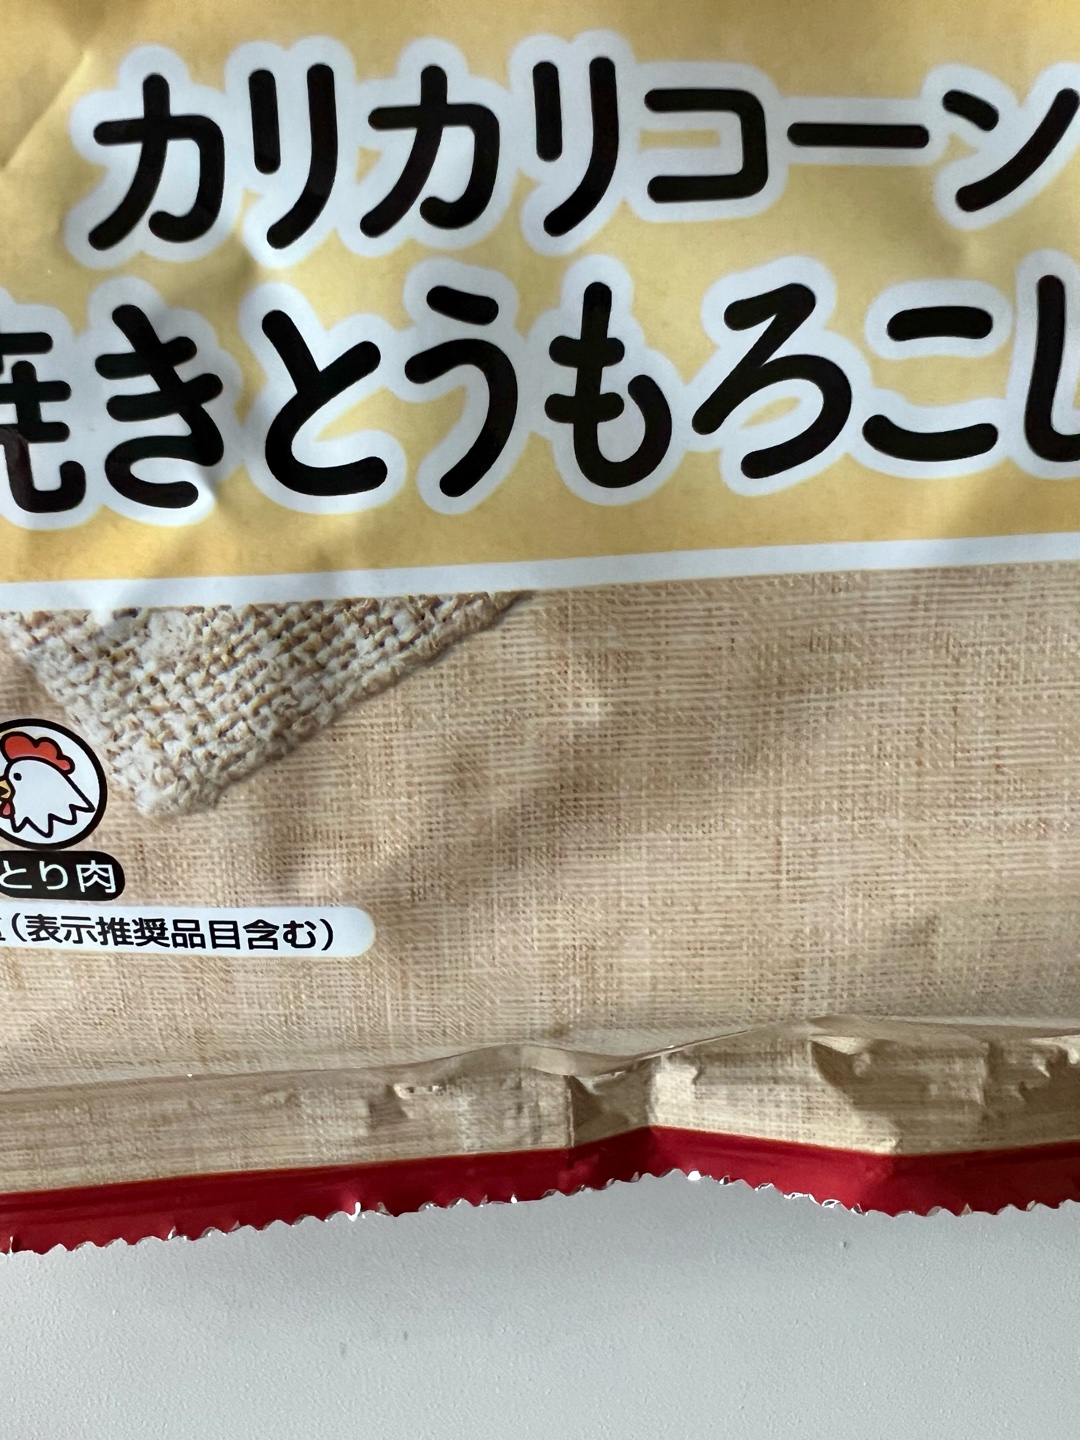 カリカリコーン
焼きとうもろこし
とり肉
(表示推奨品目含む)